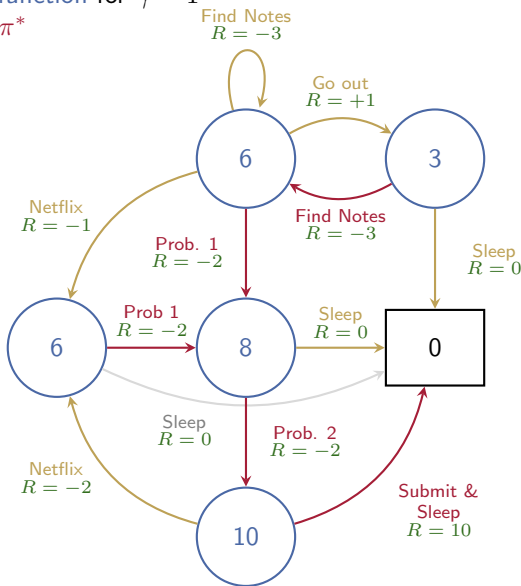 function for
π*
Find Notes
R = −3
Go out
R = +1
6
3
Netflix
R = −1
Find Notes
R = −3
Prob. 1
R = −2
Sleep
R = 0
Prob 1
R = −2
Sleep
R = 0
6
8
0
Sleep
R = 0
Prob. 2
R = −2
Netflix
R = −2
Submit &
Sleep
R = 10
10